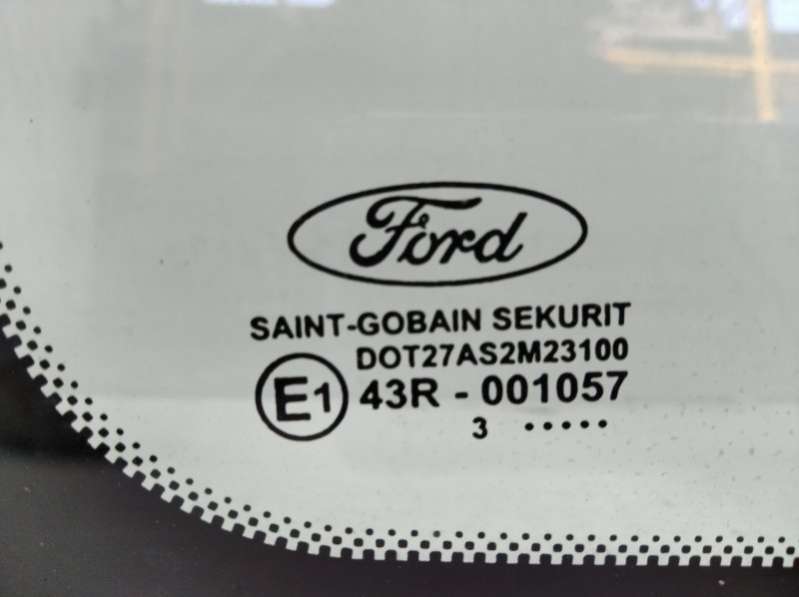 Ford
SAINT-GOBAIN SEKURIT
DOT27AS2M23100
E1 43R - 001057
3 •••••